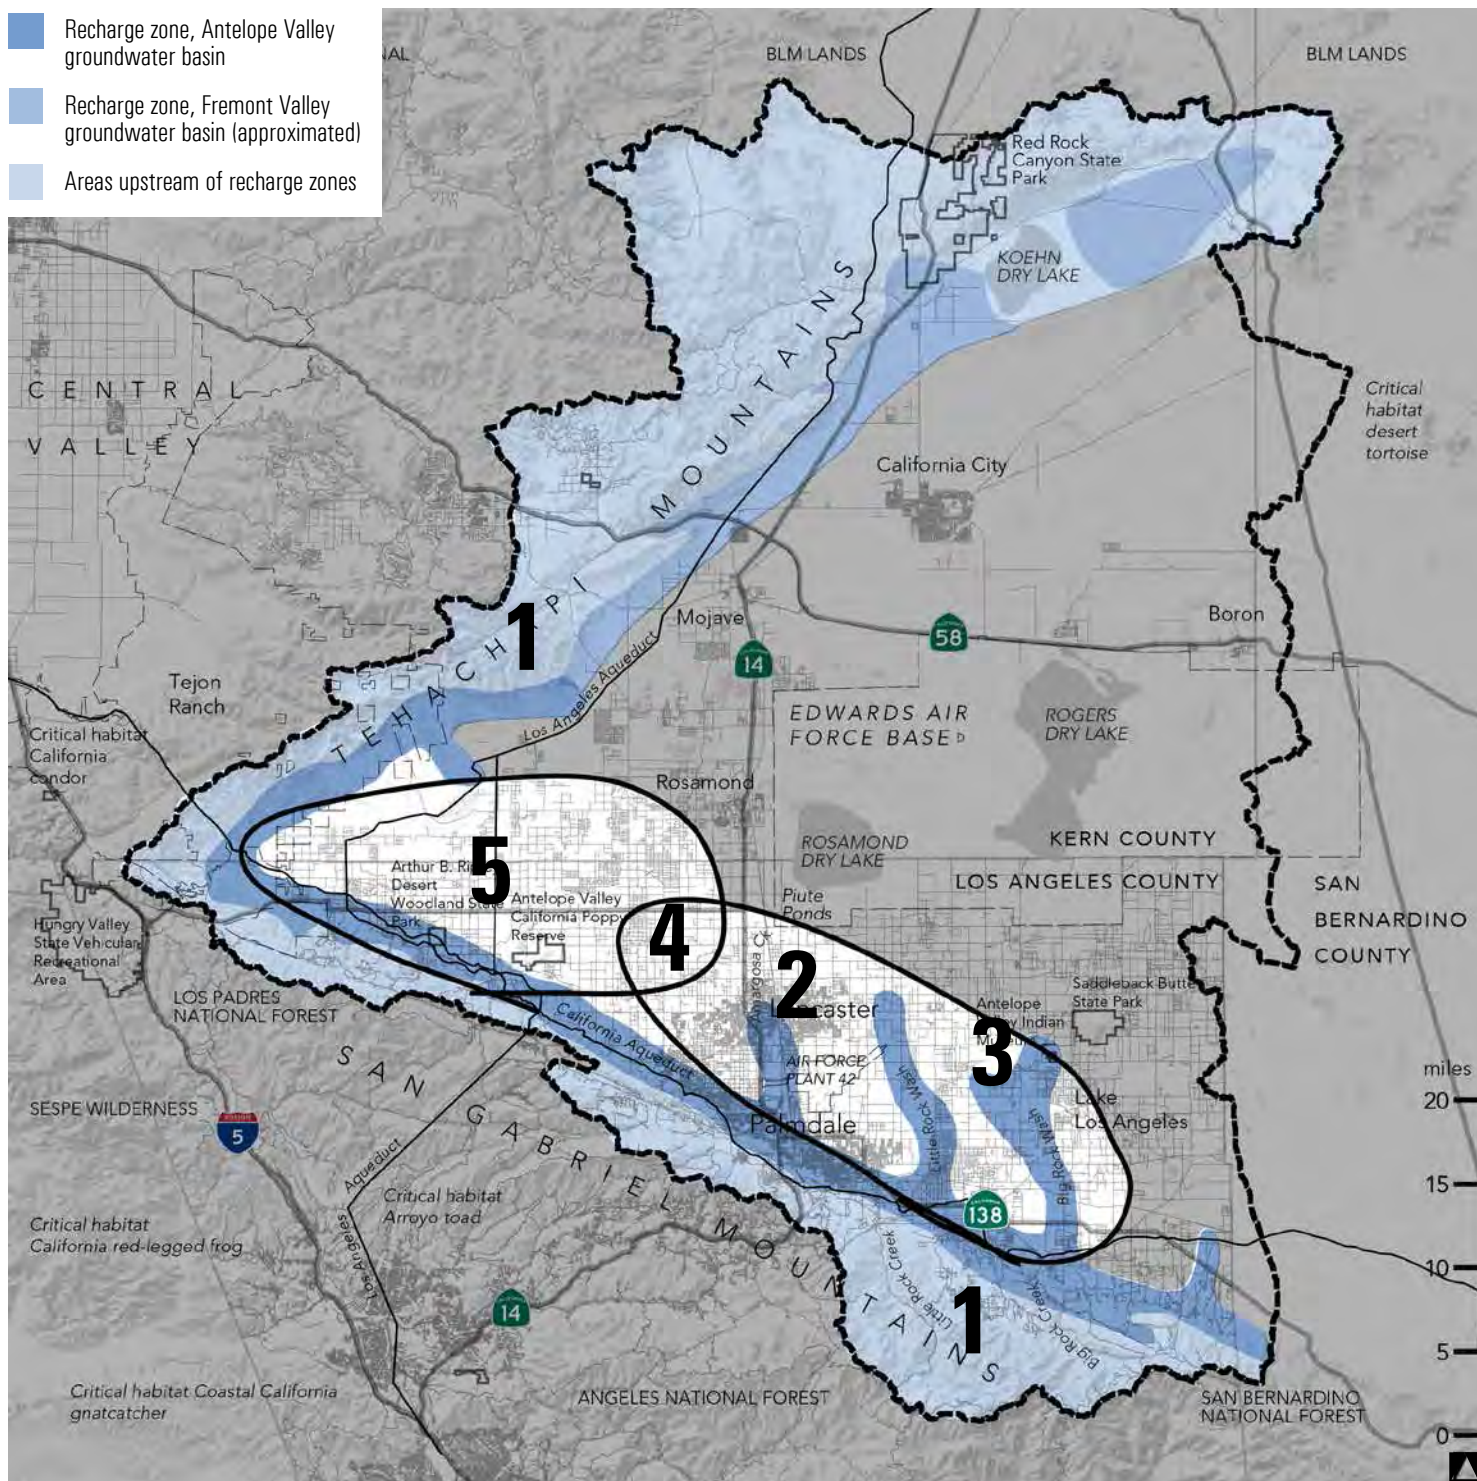 Recharge zone, Antelope Valley
groundwater basin
Recharge zone, Fremont Valley
groundwater basin (approximated)
Areas upstream of recharge zones
BLM LANDS
BLM LANDS
Red Rock
Canyon State
Park
KOEHN
DRY LAKE
CENTRAL
VALLEY
TEHACHAPI MOUNTAINS
Critical
habitat
desert
tortoise
California City
1
Mojave
58
14
Boron
Los Angeles Aqueduct
Tejon
Ranch
Critical habitat
California
condor
EDWARDS AIR
FORCE BASE
ROGERS
DRY LAKE
Rosamond
ROSAMOND
DRY LAKE
KERN COUNTY
LOS ANGELES COUNTY
SAN
BERNARDINO
COUNTY
5
Arthur B.
Desert
Woodland State
Park
Antelope Valley
California Poppy
Reserve
Piute
Ponds
4
2
Amargosa Ck
Hungry Valley
State Vehicular
Recreational
Area
LOS PADRES
NATIONAL FOREST
Saddleback Butte
State Park
Antelope
Indian
3
California Aqueduct
AIR FORCE
PLANT 42
Little Rock Wash
Big Rock Wash
Lake
Los Angeles
Palmdale
SAN GABRIEL MOUNTAINS
SESPE WILDERNESS
5
Los Angeles Aqueduct
Critical habitat
Arroyo toad
Critical habitat
California red-legged frog
138
Little Rock Creek
Big Rock Creek
1
14
Critical habitat Coastal California
gnatcatcher
ANGELES NATIONAL FOREST
SAN BERNARDINO
NATIONAL FOREST
miles
20
15
10
5
0